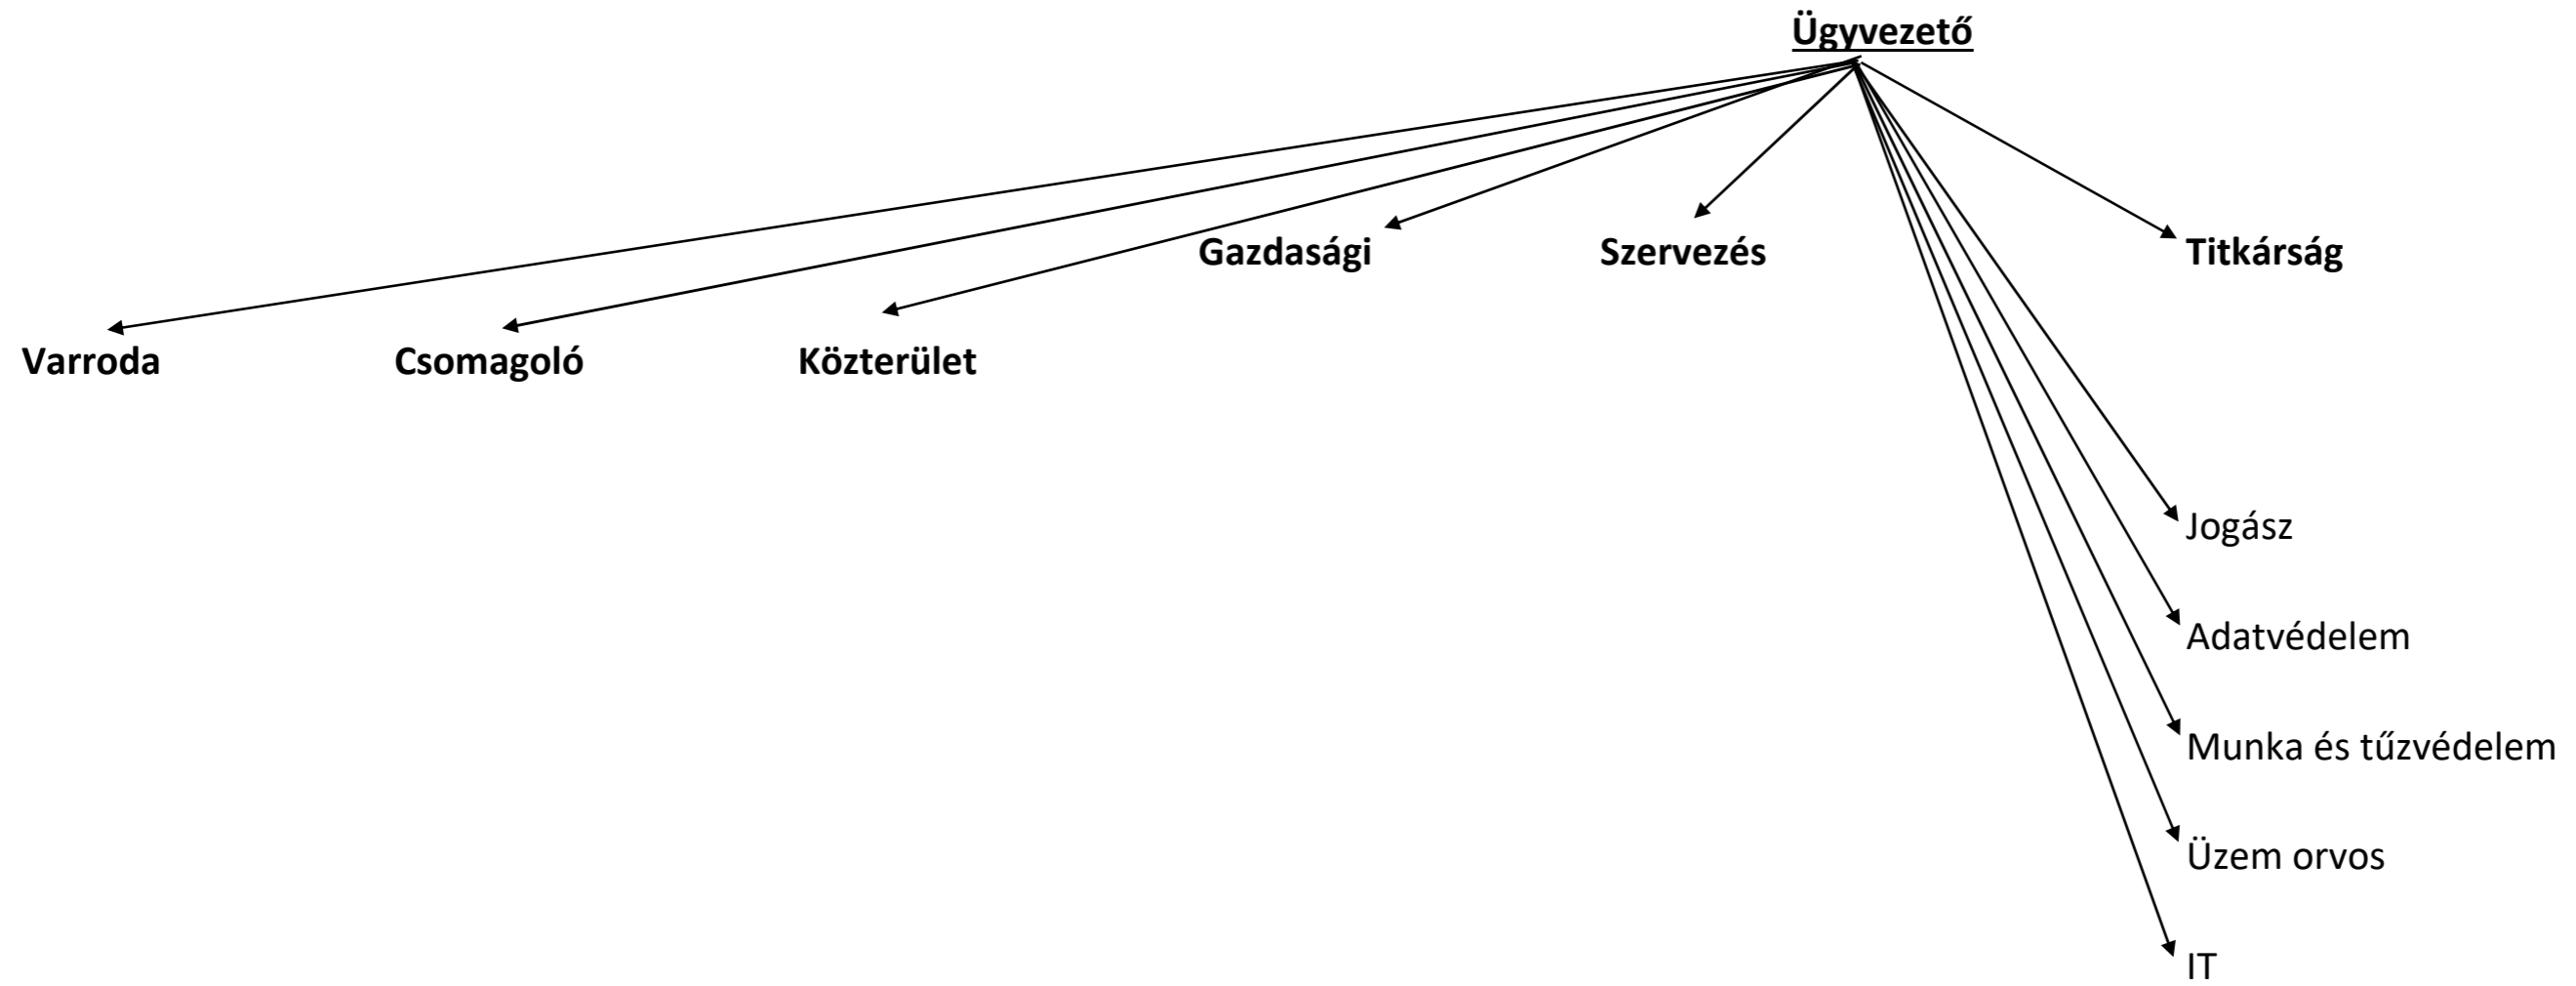 Ügyvezető
Gazdasági Szervezés Titkárság
Varroda Csomagoló Közterület
Jogász
Adatvédelem
Munka és tűzvédelem
Üzem orvos
IT